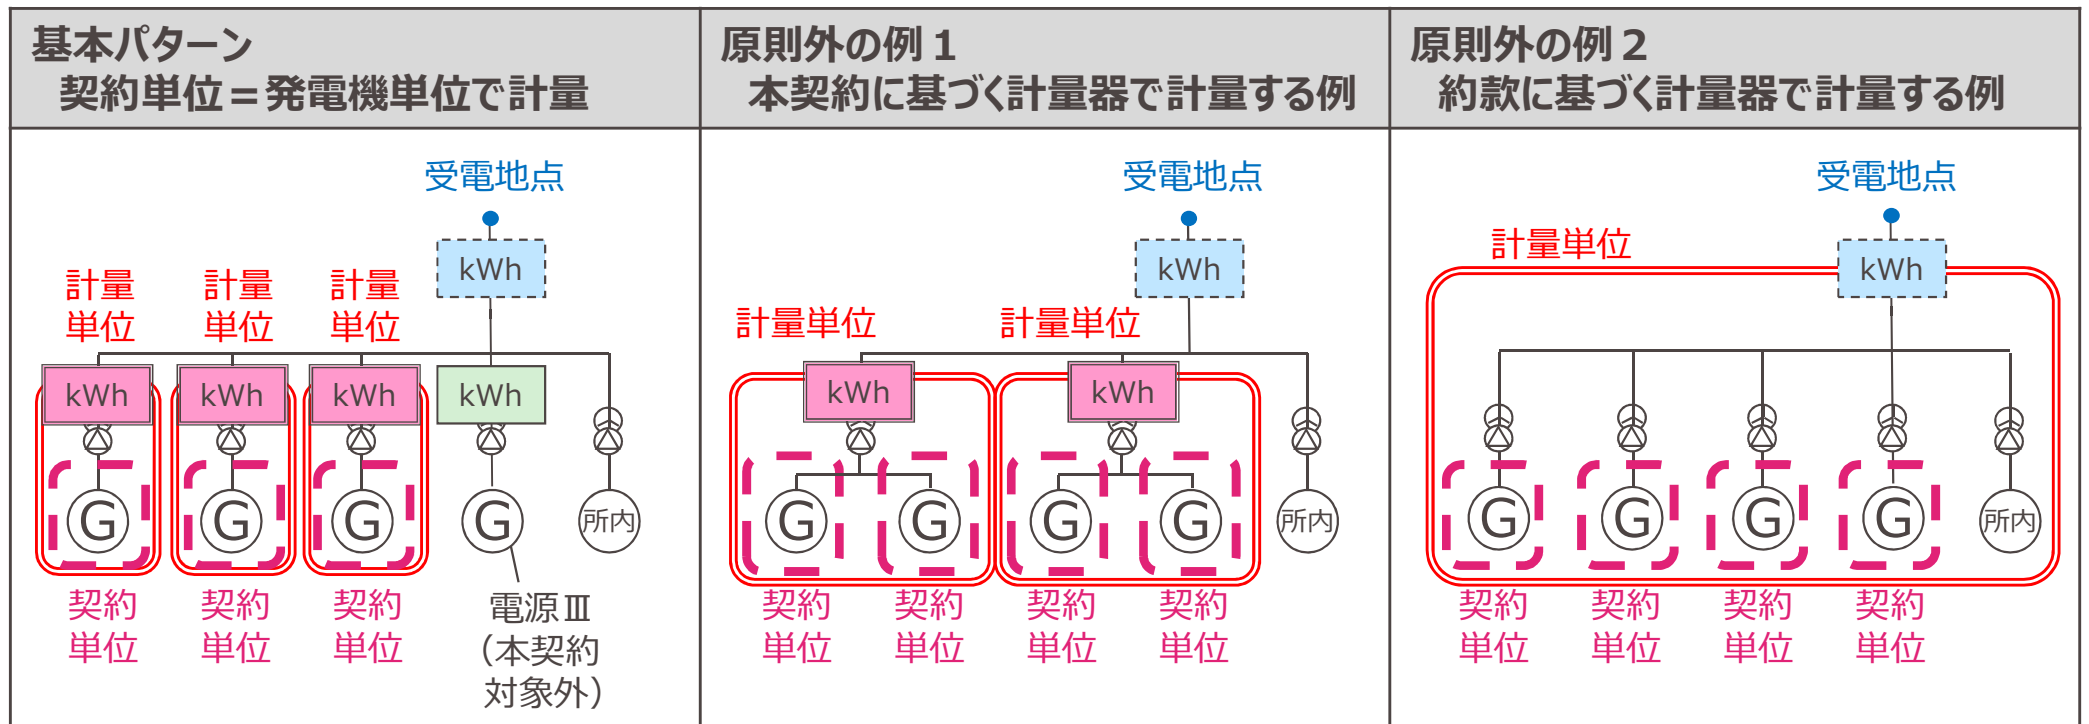 基本パターン
契約単位＝発電機単位で計量
受電地点
kWh
計量
単位
計量
単位
計量
単位
kWh
kWh
kWh
kWh
G
G
G
G
所内
契約
単位
契約
単位
契約
単位
電源Ⅲ
（本契約
対象外）
原則外の例１
本契約に基づく計量器で計量する例
受電地点
kWh
計量単位
計量単位
kWh
kWh
G
G
G
G
所内
契約
単位
契約
単位
契約
単位
契約
単位
原則外の例２
約款に基づく計量器で計量する例
受電地点
計量単位
kWh
G
G
G
G
所内
契約
単位
契約
単位
契約
単位
契約
単位